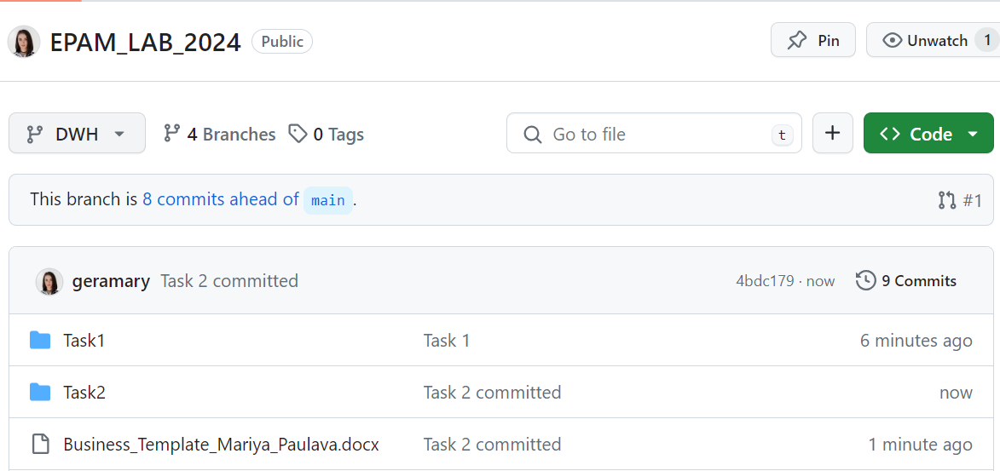 EPAM_LAB_2024 Public Pin Unwatch 1
DWH 4 Branches 0 Tags Go to file t + Code
This branch is 8 commits ahead of main . #1
geramary Task 2 committed 4bdc179 · now 9 Commits
Task1 Task 1 6 minutes ago
Task2 Task 2 committed now
Business_Template_Mariya_Paulava.docx Task 2 committed 1 minute ago